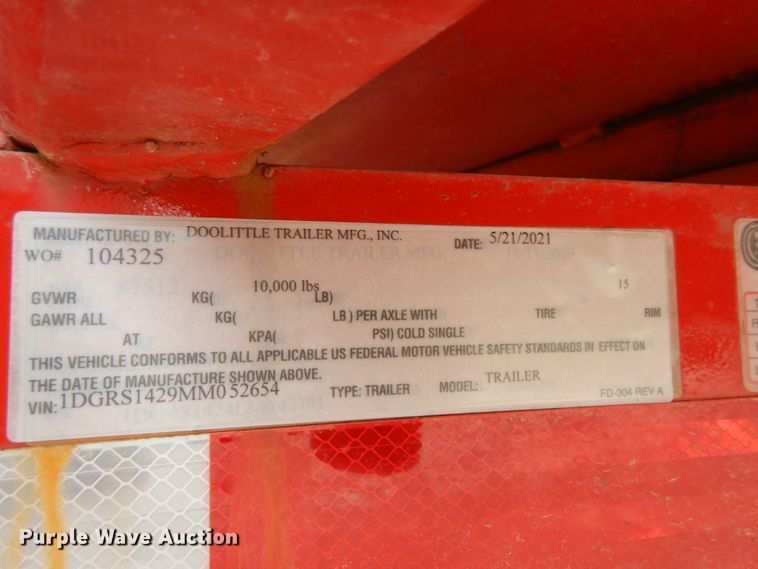 MANUFACTURED BY: DOOLITTLE TRAILER MFG., INC. DATE: 5/21/2021
WO# 104325
10,000 lbs 15
GVWR KG( LB)
GAWR ALL KG( LB) PER AXLE WITH TIRE RIM
AT KPA( PSI) COLD SINGLE
THIS VEHICLE CONFORMS TO ALL APPLICABLE US FEDERAL MOTOR VEHICLE SAFETY STANDARDS IN EFFECT ON
THE DATE OF MANUFACTURE SHOWN ABOVE.
VIN: 1DGRS1429MM052654 TYPE: TRAILER MODEL: TRAILER
FD-304 REV A
Purple Wave Auction